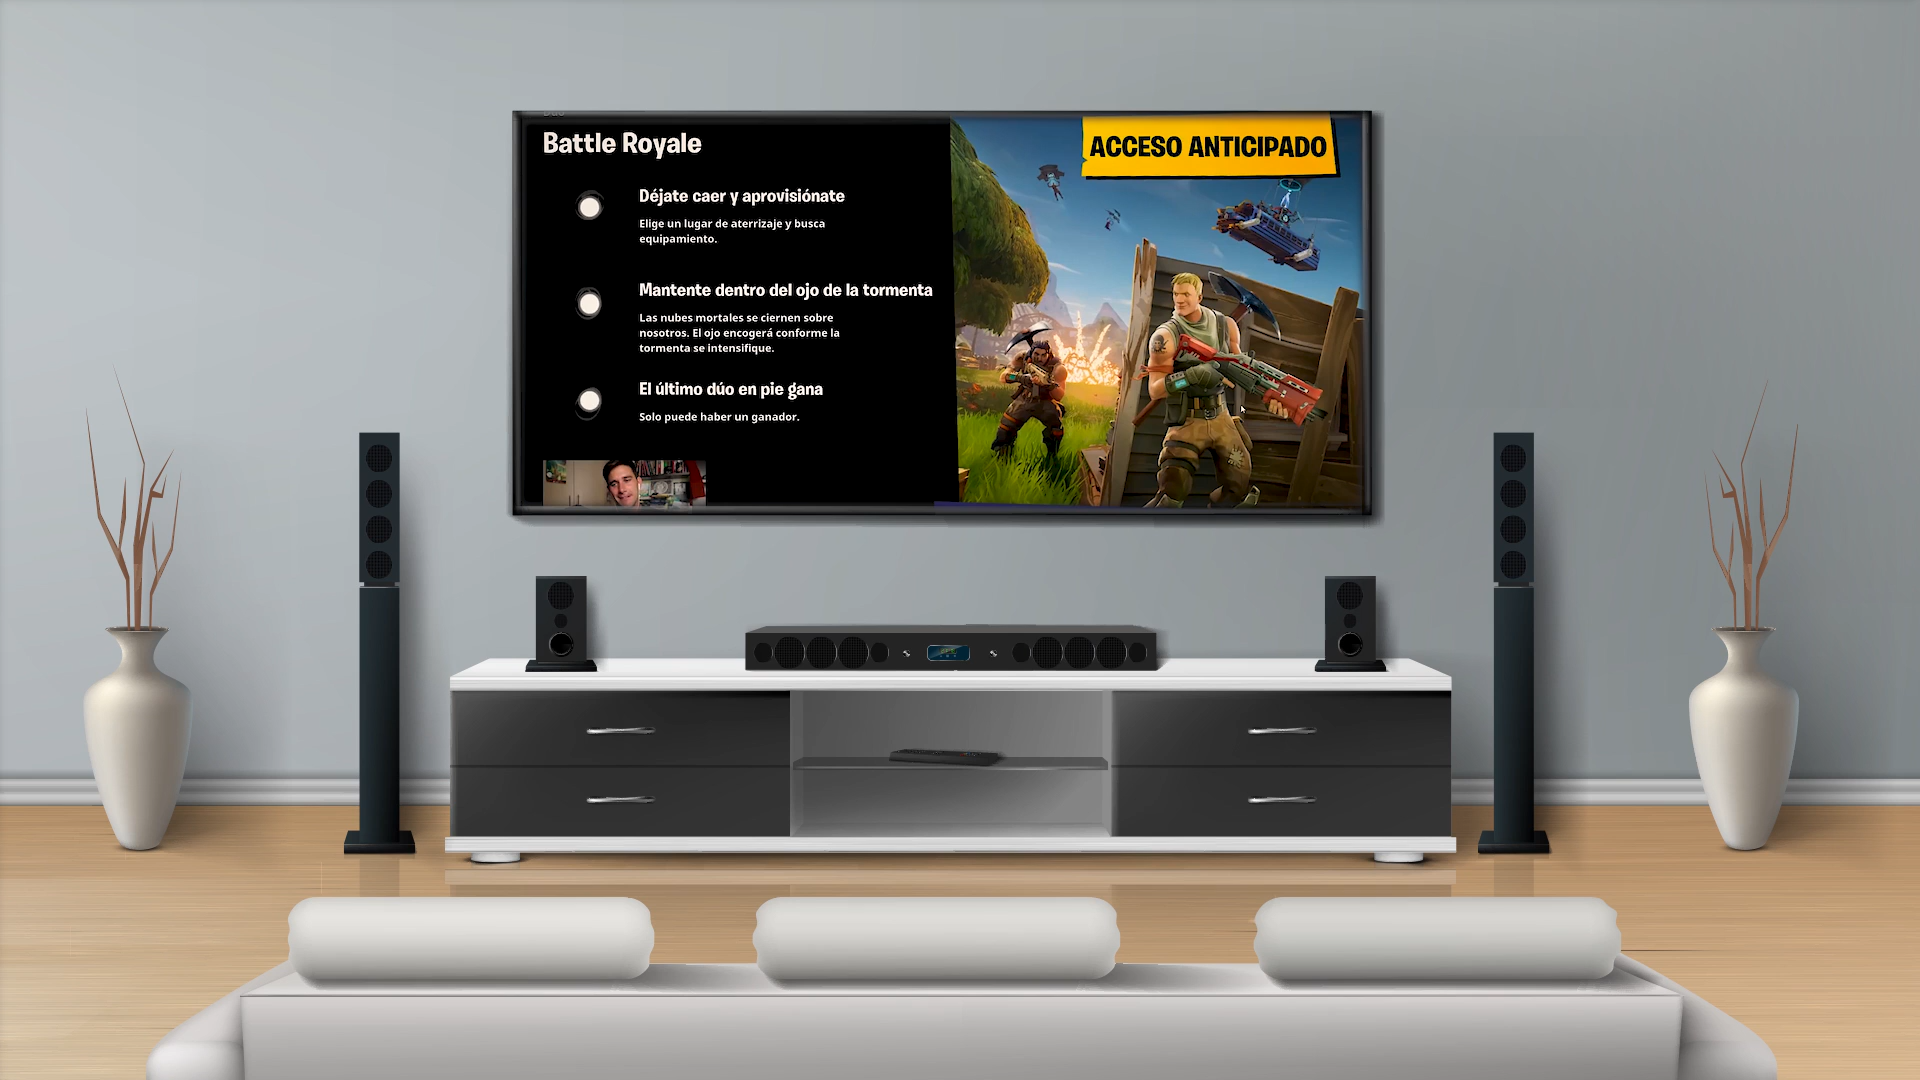 Battle Royale
ACCESO ANTICIPADO
Déjate caer y aprovisiónate
Elige un lugar de aterrizaje y busca
equipamiento.
Mantente dentro del ojo de la tormenta
Las nubes mortales se ciernen sobre
nosotros. El ojo encogerá conforme la
tormenta se intensifique.
El último dúo en pie gana
Solo puede haber un ganador.